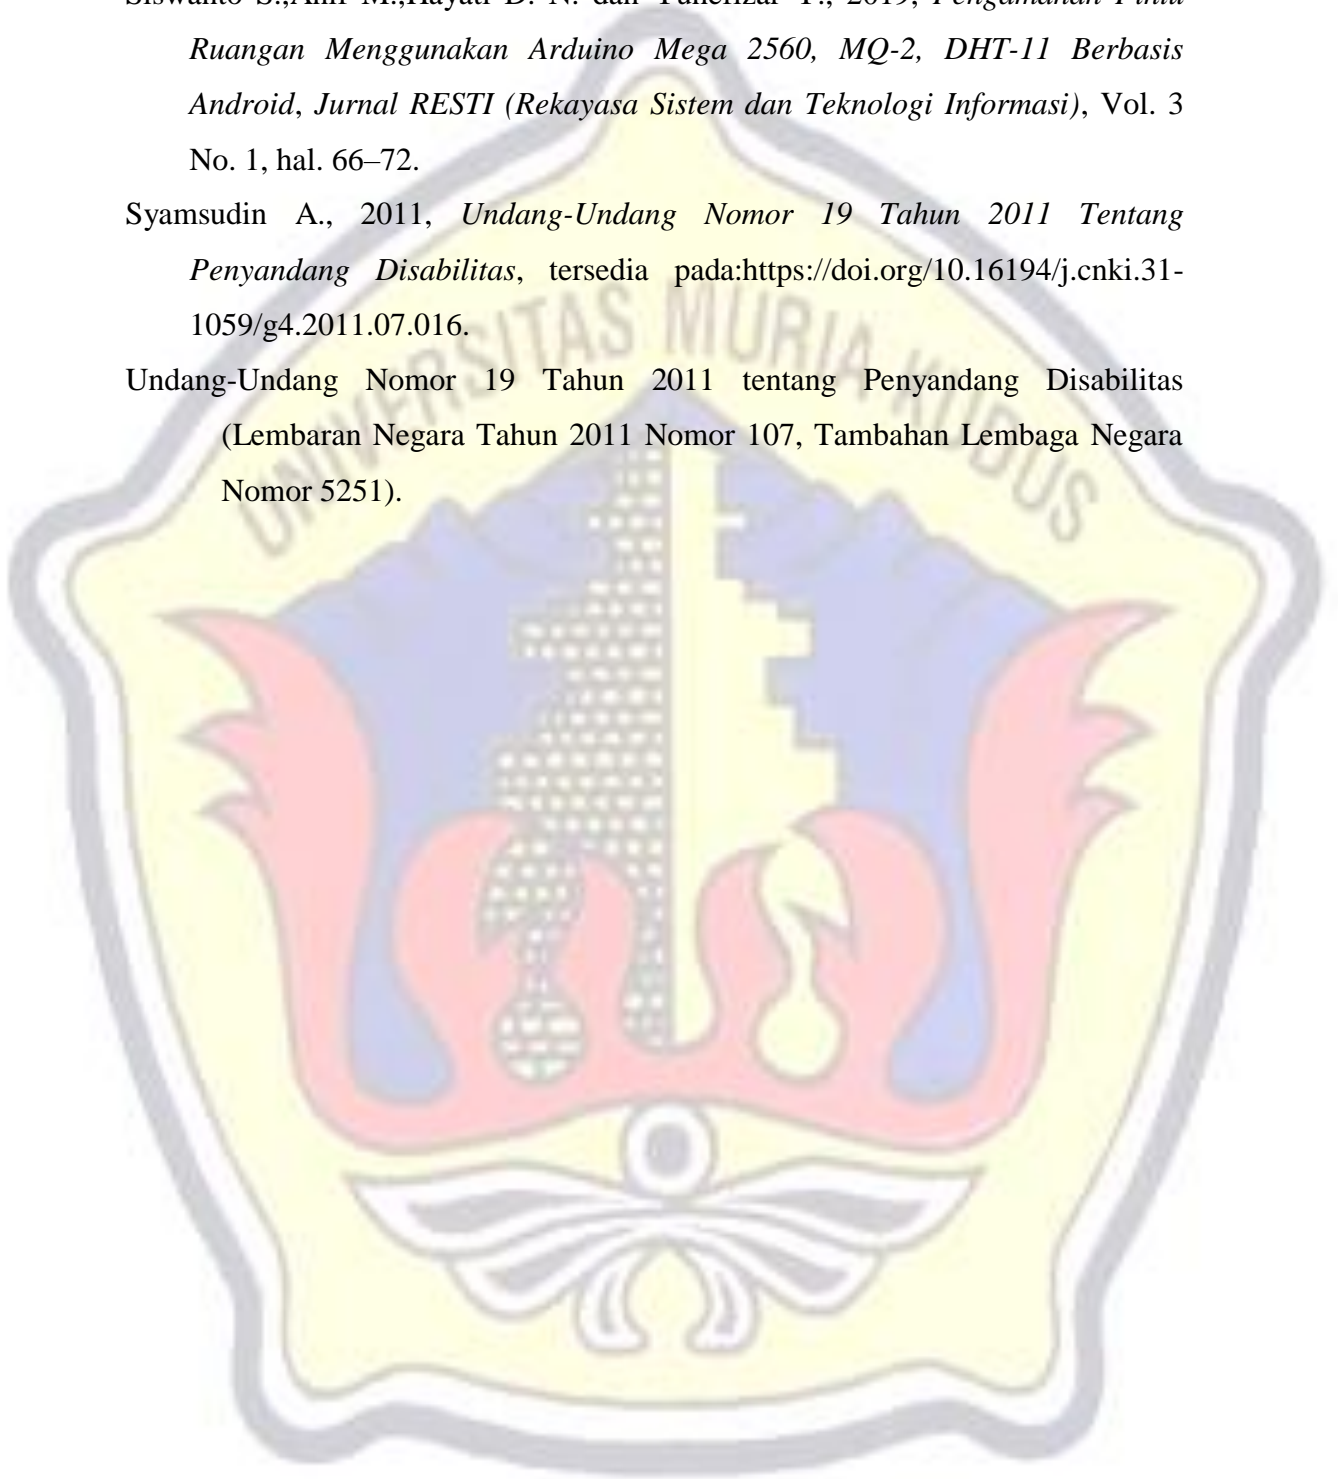 Ruangan Menggunakan Arduino Mega 2560, MQ-2, DHT-11 Berbasis
Android, Jurnal RESTI (Rekayasa Sistem dan Teknologi Informasi), Vol. 3
No. 1, hal. 66–72.
Syamsudin A., 2011, Undang-Undang Nomor 19 Tahun 2011 Tentang
Penyandang Disabilitas, tersedia pada:https://doi.org/10.16194/j.cnki.31-
1059/g4.2011.07.016.
Undang-Undang Nomor 19 Tahun 2011 tentang Penyandang Disabilitas
(Lembaran Negara Tahun 2011 Nomor 107, Tambahan Lembaga Negara
Nomor 5251).
UNIVERSITAS MURIA KUDUS